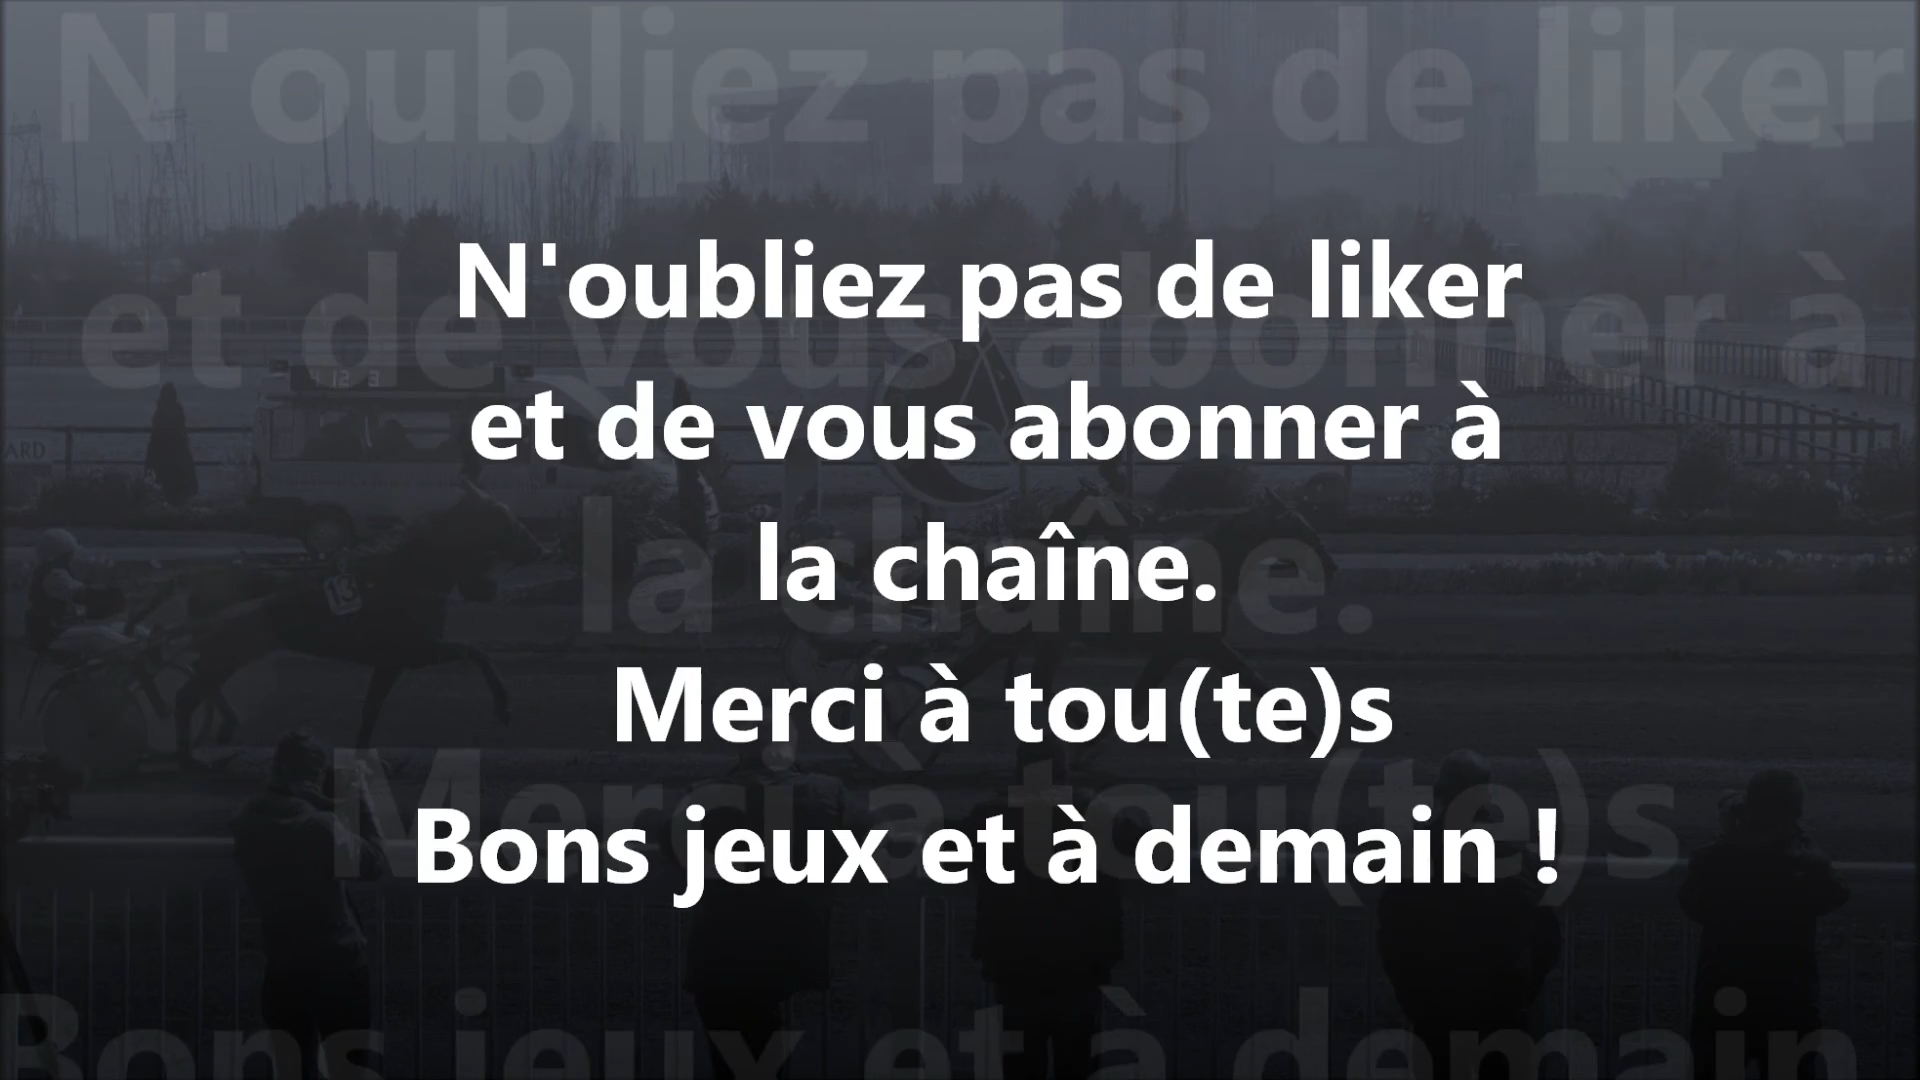 N'oubliez pas de liker
et de vous abonner à
la chaîne.
Merci à tou(te)s
Bons jeux et à demain !